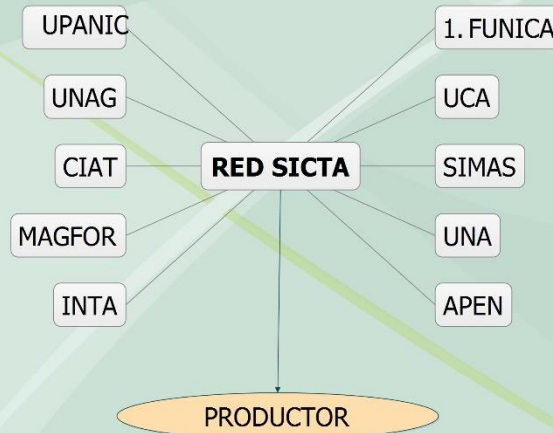 UPANIC
1. FUNICA
UNAG
UCA
CIAT
RED SICTA
SIMAS
MAGFOR
UNA
INTA
APEN
PRODUCTOR